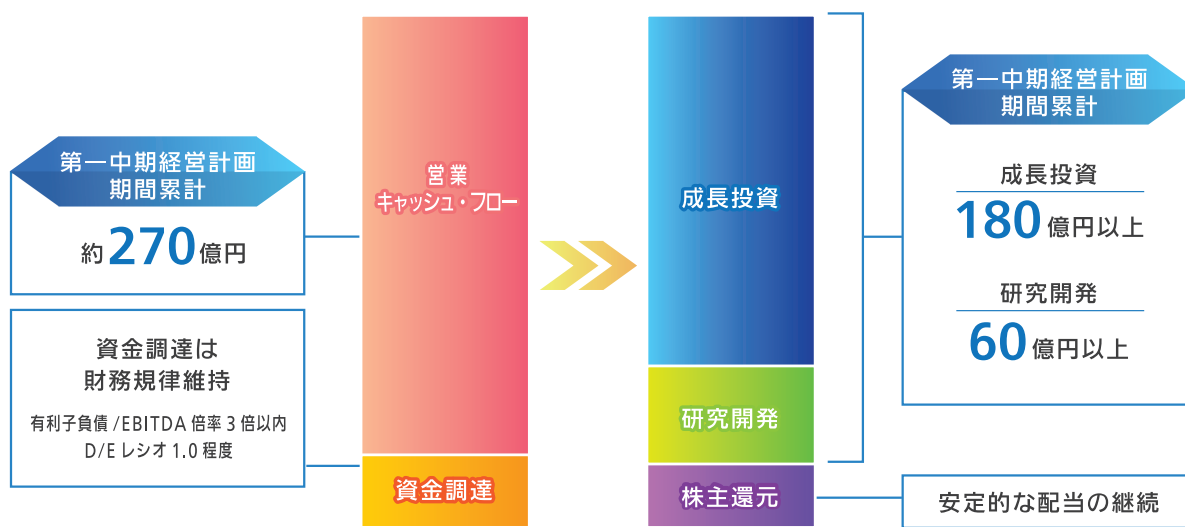 第一中期経営計画
期間累計
約270億円
資金調達は
財務規律維持
有利子負債/EBITDA倍率3倍以内
D/Eレシオ1.0程度
営業
キャッシュ・フロー
資金調達
成長投資
研究開発
株主還元
第一中期経営計画
期間累計
成長投資
180億円以上
研究開発
60億円以上
安定的な配当の継続